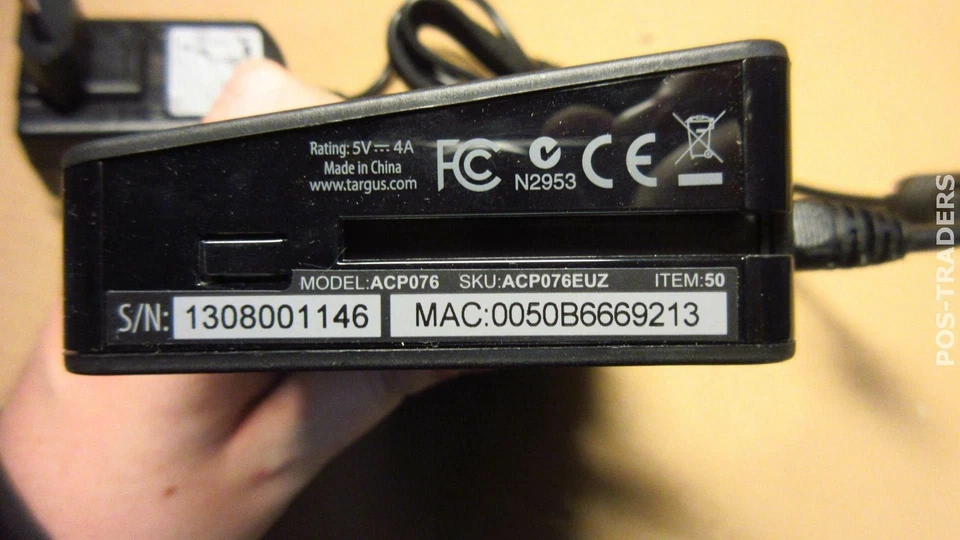 Rating: 5V ⎓ 4A
Made in China
www.targus.com
FC
N2953
CE
MODEL:ACP076 SKU:ACP076EUZ ITEM:50
S/N: 1308001146 MAC:0050B6669213
POS-TRADERS